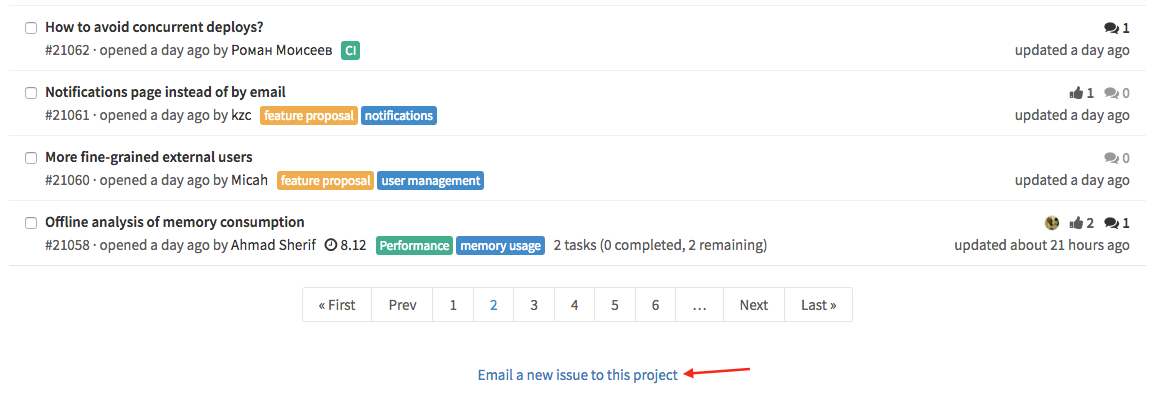 How to avoid concurrent deploys? 1
#21062 · opened a day ago by Роман Моисеев CI updated a day ago
Notifications page instead of by email 1 0
#21061 · opened a day ago by kzc feature proposal notifications updated a day ago
More fine-grained external users 0
#21060 · opened a day ago by Micah feature proposal user management updated a day ago
Offline analysis of memory consumption 2 1
#21058 · opened a day ago by Ahmad Sherif 8.12 Performance memory usage 2 tasks (0 completed, 2 remaining) updated about 21 hours ago
« First Prev 1 2 3 4 5 6 ... Next Last »
Email a new issue to this project